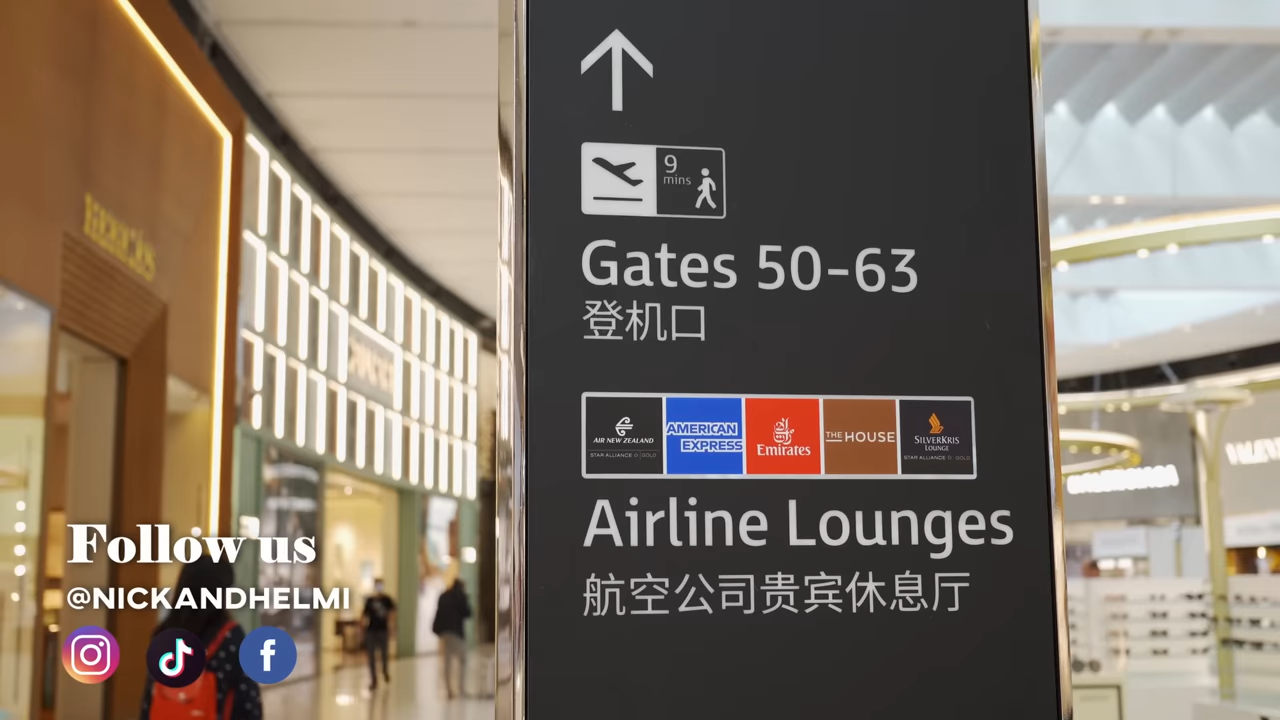 9
mins
Gates 50-63
登机口
AIR NEW ZEALAND
STAR ALLIANCE GOLD
AMERICAN
EXPRESS
Emirates
THE HOUSE
SILVERKRIS
LOUNGE
STAR ALLIANCE GOLD
Airline Lounges
航空公司贵宾休息厅
Follow us
@NICKANDHELMI